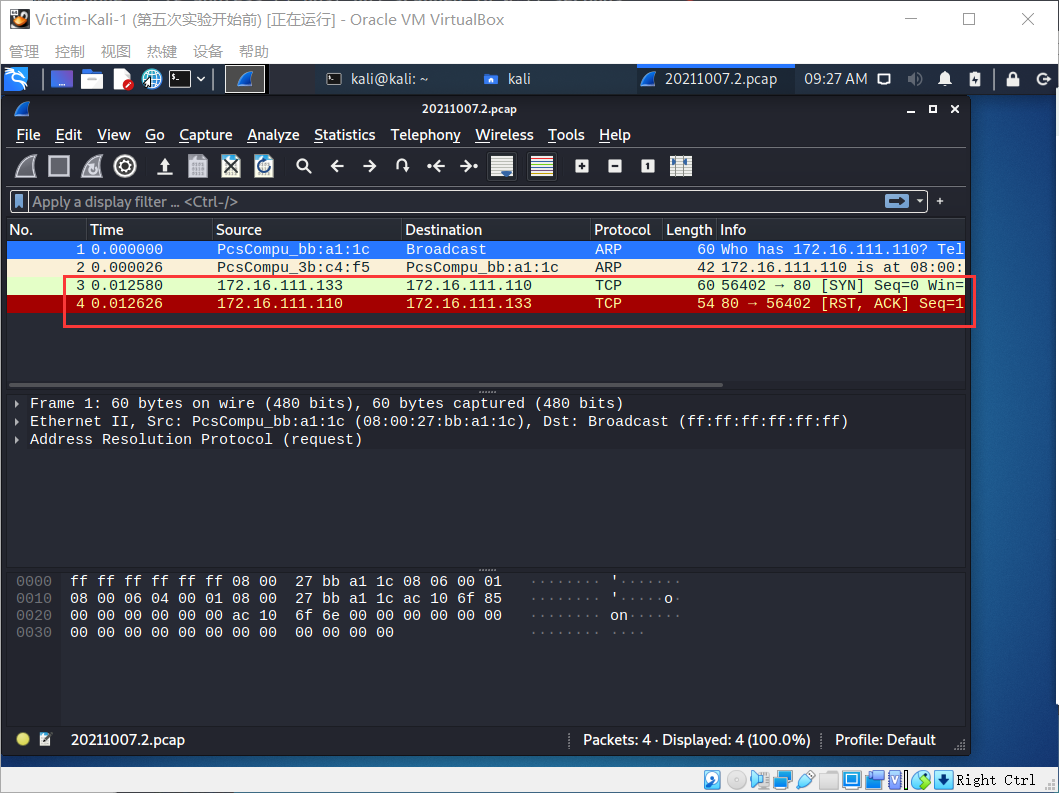 Victim-Kali-1 (第五次实验开始前) [正在运行] - Oracle VM VirtualBox
管理 控制 视图 热键 设备 帮助
kali@kali: ~ kali 20211007.2.pcap 09:27 AM
20211007.2.pcap
File Edit View Go Capture Analyze Statistics Telephony Wireless Tools Help
Apply a display filter … <Ctrl-/>
No. Time Source Destination Protocol Length Info
1 0.000000 PcsCompu_bb:a1:1c Broadcast ARP 60 Who has 172.16.111.110? Tel
2 0.000026 PcsCompu_3b:c4:f5 PcsCompu_bb:a1:1c ARP 42 172.16.111.110 is at 08:00:
3 0.012580 172.16.111.133 172.16.111.110 TCP 60 56402 → 80 [SYN] Seq=0 Win=
4 0.012626 172.16.111.110 172.16.111.133 TCP 54 80 → 56402 [RST, ACK] Seq=1
Frame 1: 60 bytes on wire (480 bits), 60 bytes captured (480 bits)
Ethernet II, Src: PcsCompu_bb:a1:1c (08:00:27:bb:a1:1c), Dst: Broadcast (ff:ff:ff:ff:ff:ff)
Address Resolution Protocol (request)
0000 ff ff ff ff ff ff 08 00 27 bb a1 1c 08 06 00 01 ········ '·······
0010 08 00 06 04 00 01 08 00 27 bb a1 1c ac 10 6f 85 ········ '·····o·
0020 00 00 00 00 00 00 ac 10 6f 6e 00 00 00 00 00 00 ········ on······
0030 00 00 00 00 00 00 00 00 00 00 00 00 ········ ····
20211007.2.pcap Packets: 4 · Displayed: 4 (100.0%) Profile: Default
Right Ctrl